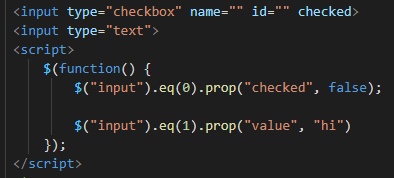 <input type="checkbox" name="" id="" checked>
<input type="text">
<script>
$(function() {
$("input").eq(0).prop("checked", false);
$("input").eq(1).prop("value", "hi")
});
</script>